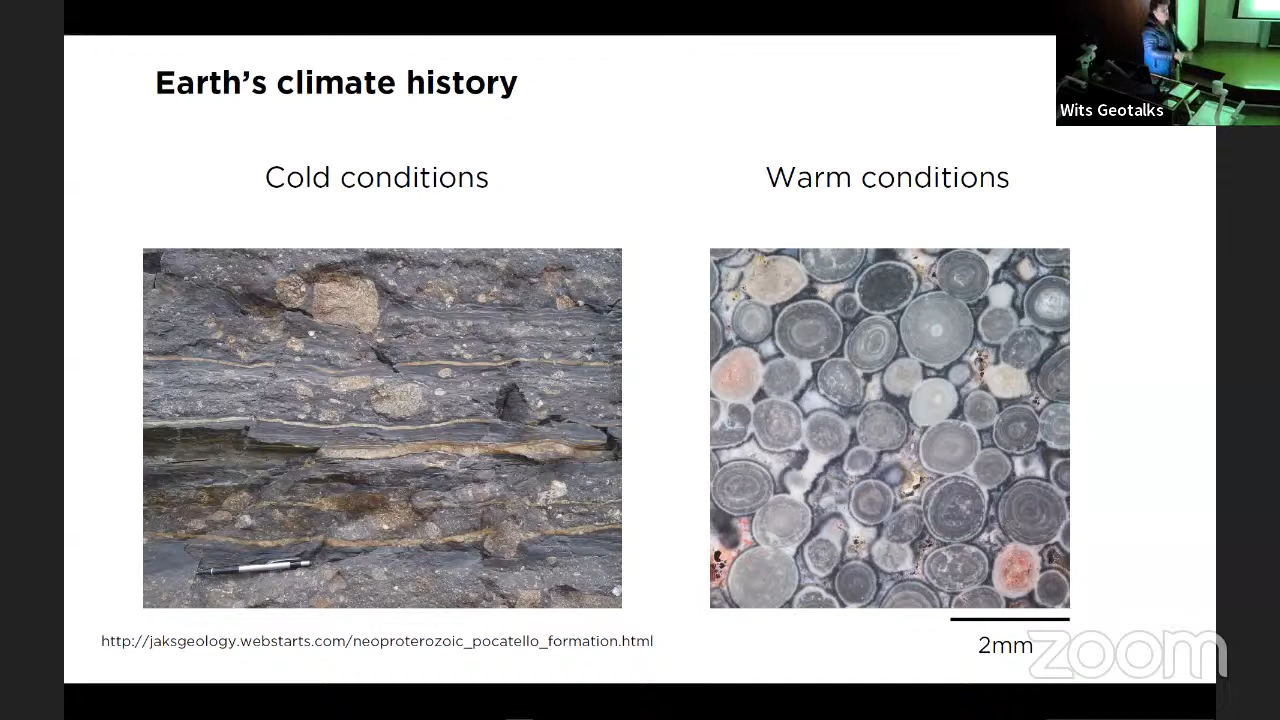 Earth's climate history
Wits Geotalks
Cold conditions
Warm conditions
http://jaksgeology.webstarts.com/neoproterozoic_pocatello_formation.html
2mm
zoom